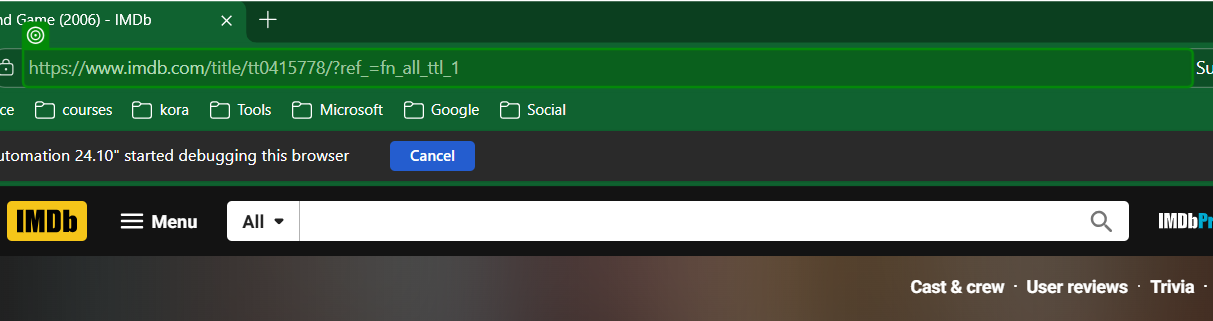 nd Game (2006) - IMDb
https://www.imdb.com/title/tt0415778/?ref_=fn_all_ttl_1 Su
ce courses kora Tools Microsoft Google Social
utomation 24.10" started debugging this browser Cancel
IMDb Menu All IMDbPr
Cast & crew · User reviews · Trivia ·